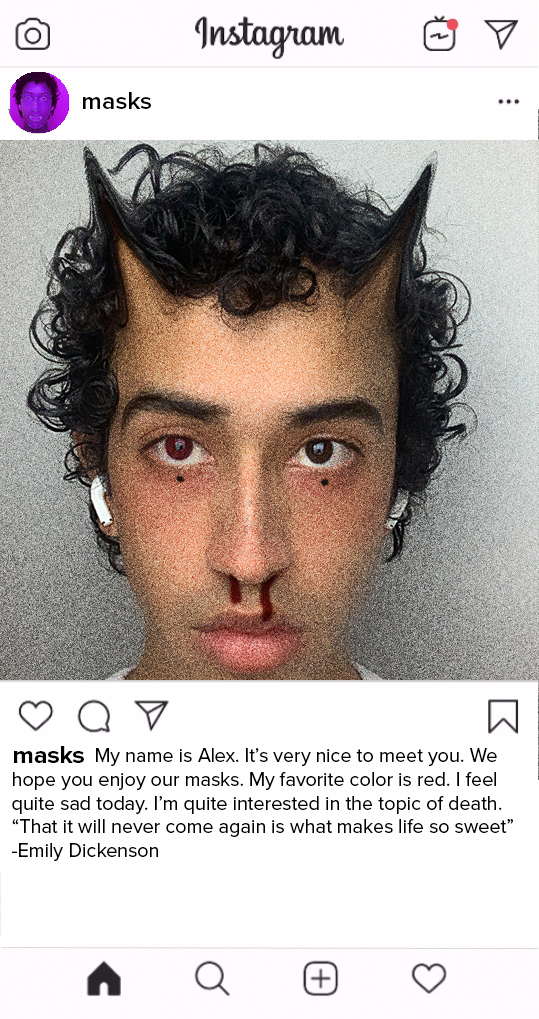 Instagram
masks
masks My name is Alex. It’s very nice to meet you. We
hope you enjoy our masks. My favorite color is red. I feel
quite sad today. I’m quite interested in the topic of death.
“That it will never come again is what makes life so sweet”
-Emily Dickenson